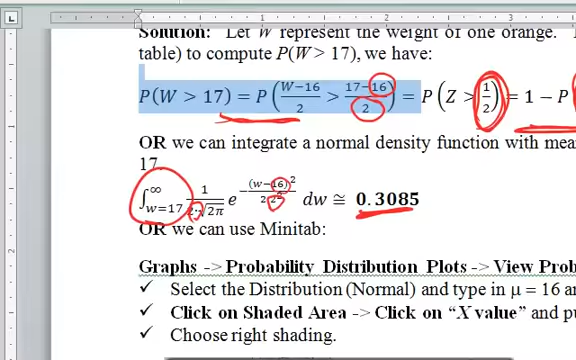 1 2 3
Solution: Let W represent the weight of one orange.
table) to compute P(W> 17), we have:
P(W > 17) = P((W−16)/2 > (17−16)/2) = P(Z > 1/2) = 1 − P
OR we can integrate a normal density function with mea
17.
∫_{w=17}^{∞} 1/(2·√2π) e^{−(w−16)²/(2·2²)} dw ≅ 0.3085
OR we can use Minitab:
Graphs -> Probability Distribution Plots -> View Prob
✓ Select the Distribution (Normal) and type in µ = 16 a
✓ Click on Shaded Area -> Click on “X value” and pu
✓ Choose right shading.